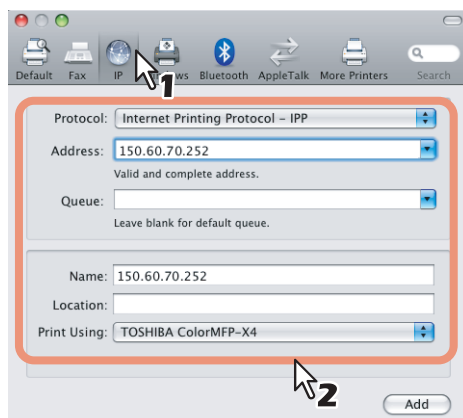 Default Fax IP Windows Bluetooth AppleTalk More Printers Search
1
Protocol: Internet Printing Protocol – IPP
Address: 150.60.70.252
Valid and complete address.
Queue:
Leave blank for default queue.
Name: 150.60.70.252
Location:
Print Using: TOSHIBA ColorMFP-X4
2
Add